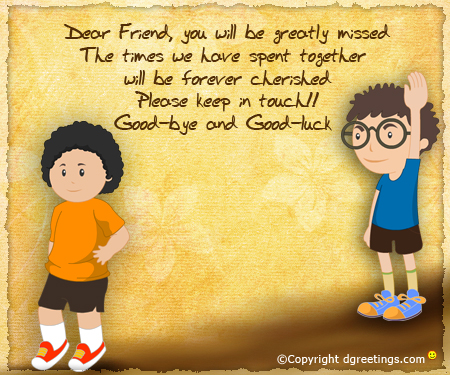 Dear Friend, you will be greatly missed
The times we have spent together
will be forever cherished
Please keep in touch!!
Good-bye and Good-luck
©Copyright dgreetings.com